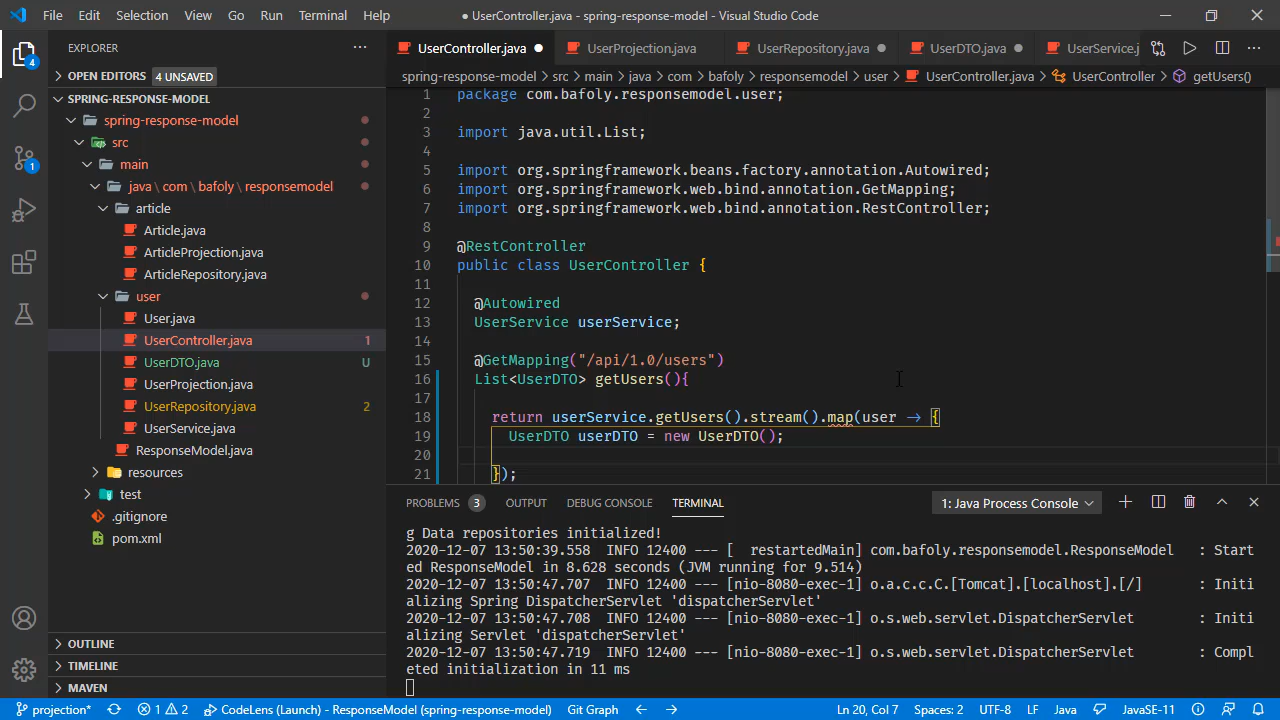 File Edit Selection View Go Run Terminal Help
● UserController.java - spring-response-model - Visual Studio Code
EXPLORER
OPEN EDITORS 4 UNSAVED
SPRING-RESPONSE-MODEL
spring-response-model
src
main
java \ com \ bafoly \ responsemodel
article
Article.java
ArticleProjection.java
ArticleRepository.java
user
User.java
UserController.java 1
UserDTO.java U
UserProjection.java
UserRepository.java 2
UserService.java
ResponseModel.java
resources
test
.gitignore
pom.xml
OUTLINE
TIMELINE
MAVEN
4
1
UserController.java UserProjection.java UserRepository.java UserDTO.java UserService.j
spring-response-model > src > main > java > com > bafoly > responsemodel > user > UserController.java > UserController > getUsers()
1 package com.bafoly.responsemodel.user;
2
3 import java.util.List;
4
5 import org.springframework.beans.factory.annotation.Autowired;
6 import org.springframework.web.bind.annotation.GetMapping;
7 import org.springframework.web.bind.annotation.RestController;
8
9 @RestController
10 public class UserController {
11
12 @Autowired
13 UserService userService;
14
15 @GetMapping("/api/1.0/users")
16 List<UserDTO> getUsers(){
17
18 return userService.getUsers().stream().map(user → {
19 UserDTO userDTO = new UserDTO();
20
21 });
PROBLEMS 3 OUTPUT DEBUG CONSOLE TERMINAL 1: Java Process Console
g Data repositories initialized!
2020-12-07 13:50:39.558 INFO 12400 --- [ restartedMain] com.bafoly.responsemodel.ResponseModel : Start
ed ResponseModel in 8.628 seconds (JVM running for 9.514)
2020-12-07 13:50:47.707 INFO 12400 --- [nio-8080-exec-1] o.a.c.c.C.[Tomcat].[localhost].[/] : Initi
alizing Spring DispatcherServlet 'dispatcherServlet'
2020-12-07 13:50:47.708 INFO 12400 --- [nio-8080-exec-1] o.s.web.servlet.DispatcherServlet : Initi
alizing Servlet 'dispatcherServlet'
2020-12-07 13:50:47.719 INFO 12400 --- [nio-8080-exec-1] o.s.web.servlet.DispatcherServlet : Compl
eted initialization in 11 ms
projection* 1 2 CodeLens (Launch) - ResponseModel (spring-response-model) Git Graph Ln 20, Col 7 Spaces: 2 UTF-8 LF Java JavaSE-11